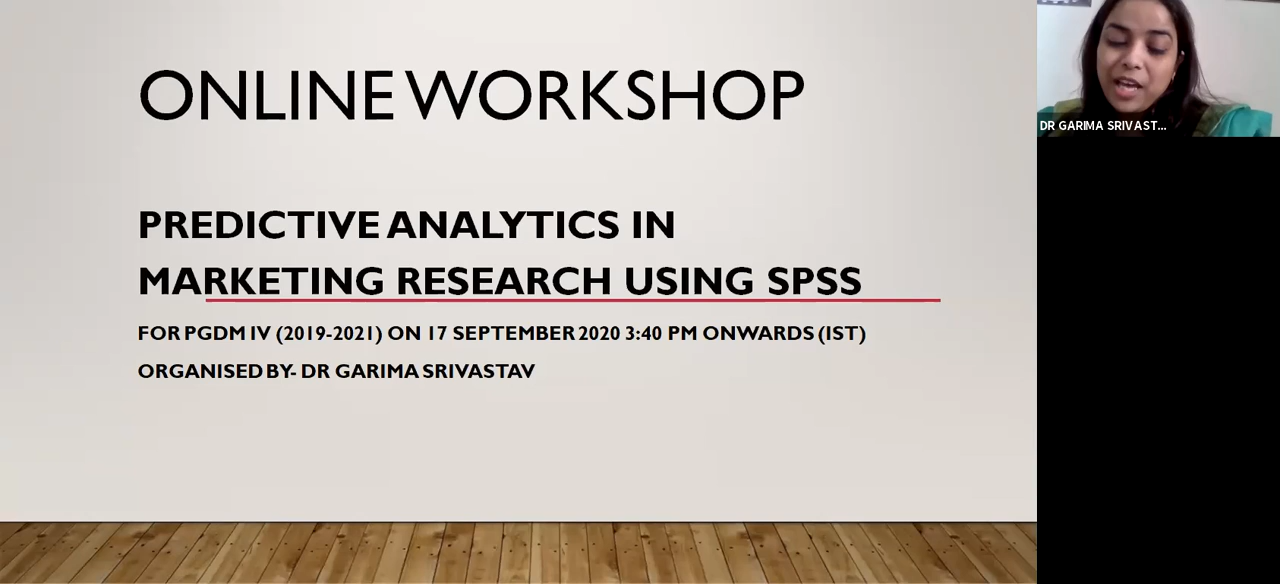 ONLINE WORKSHOP
PREDICTIVE ANALYTICS IN
MARKETING RESEARCH USING SPSS
FOR PGDM IV (2019-2021) ON 17 SEPTEMBER 2020 3:40 PM ONWARDS (IST)
ORGANISED BY- DR GARIMA SRIVASTAV
DR GARIMA SRIVAST...